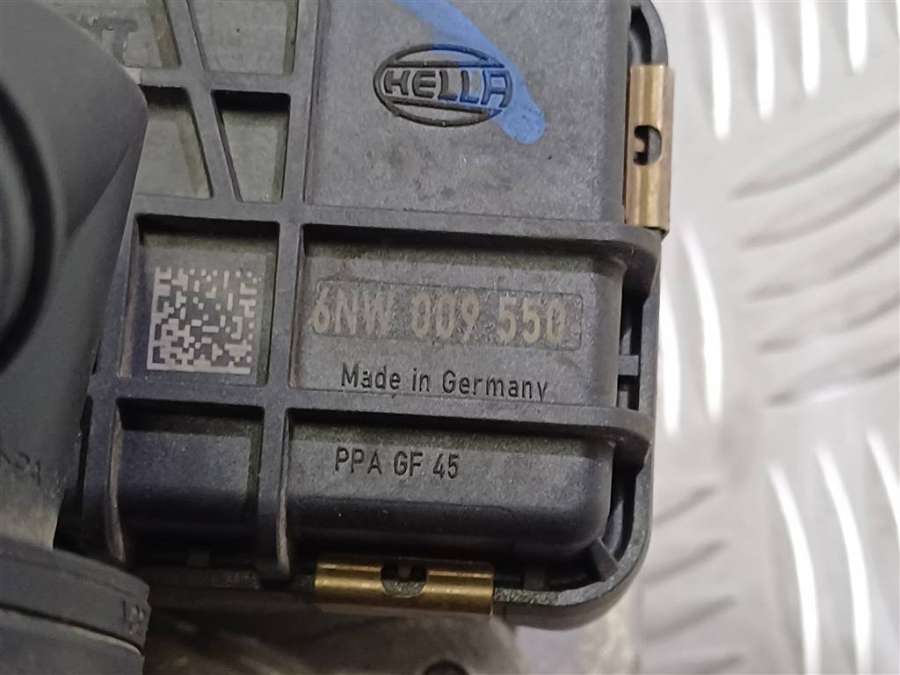 HELLA
6NW 009 550
Made in Germany
PPA GF 45